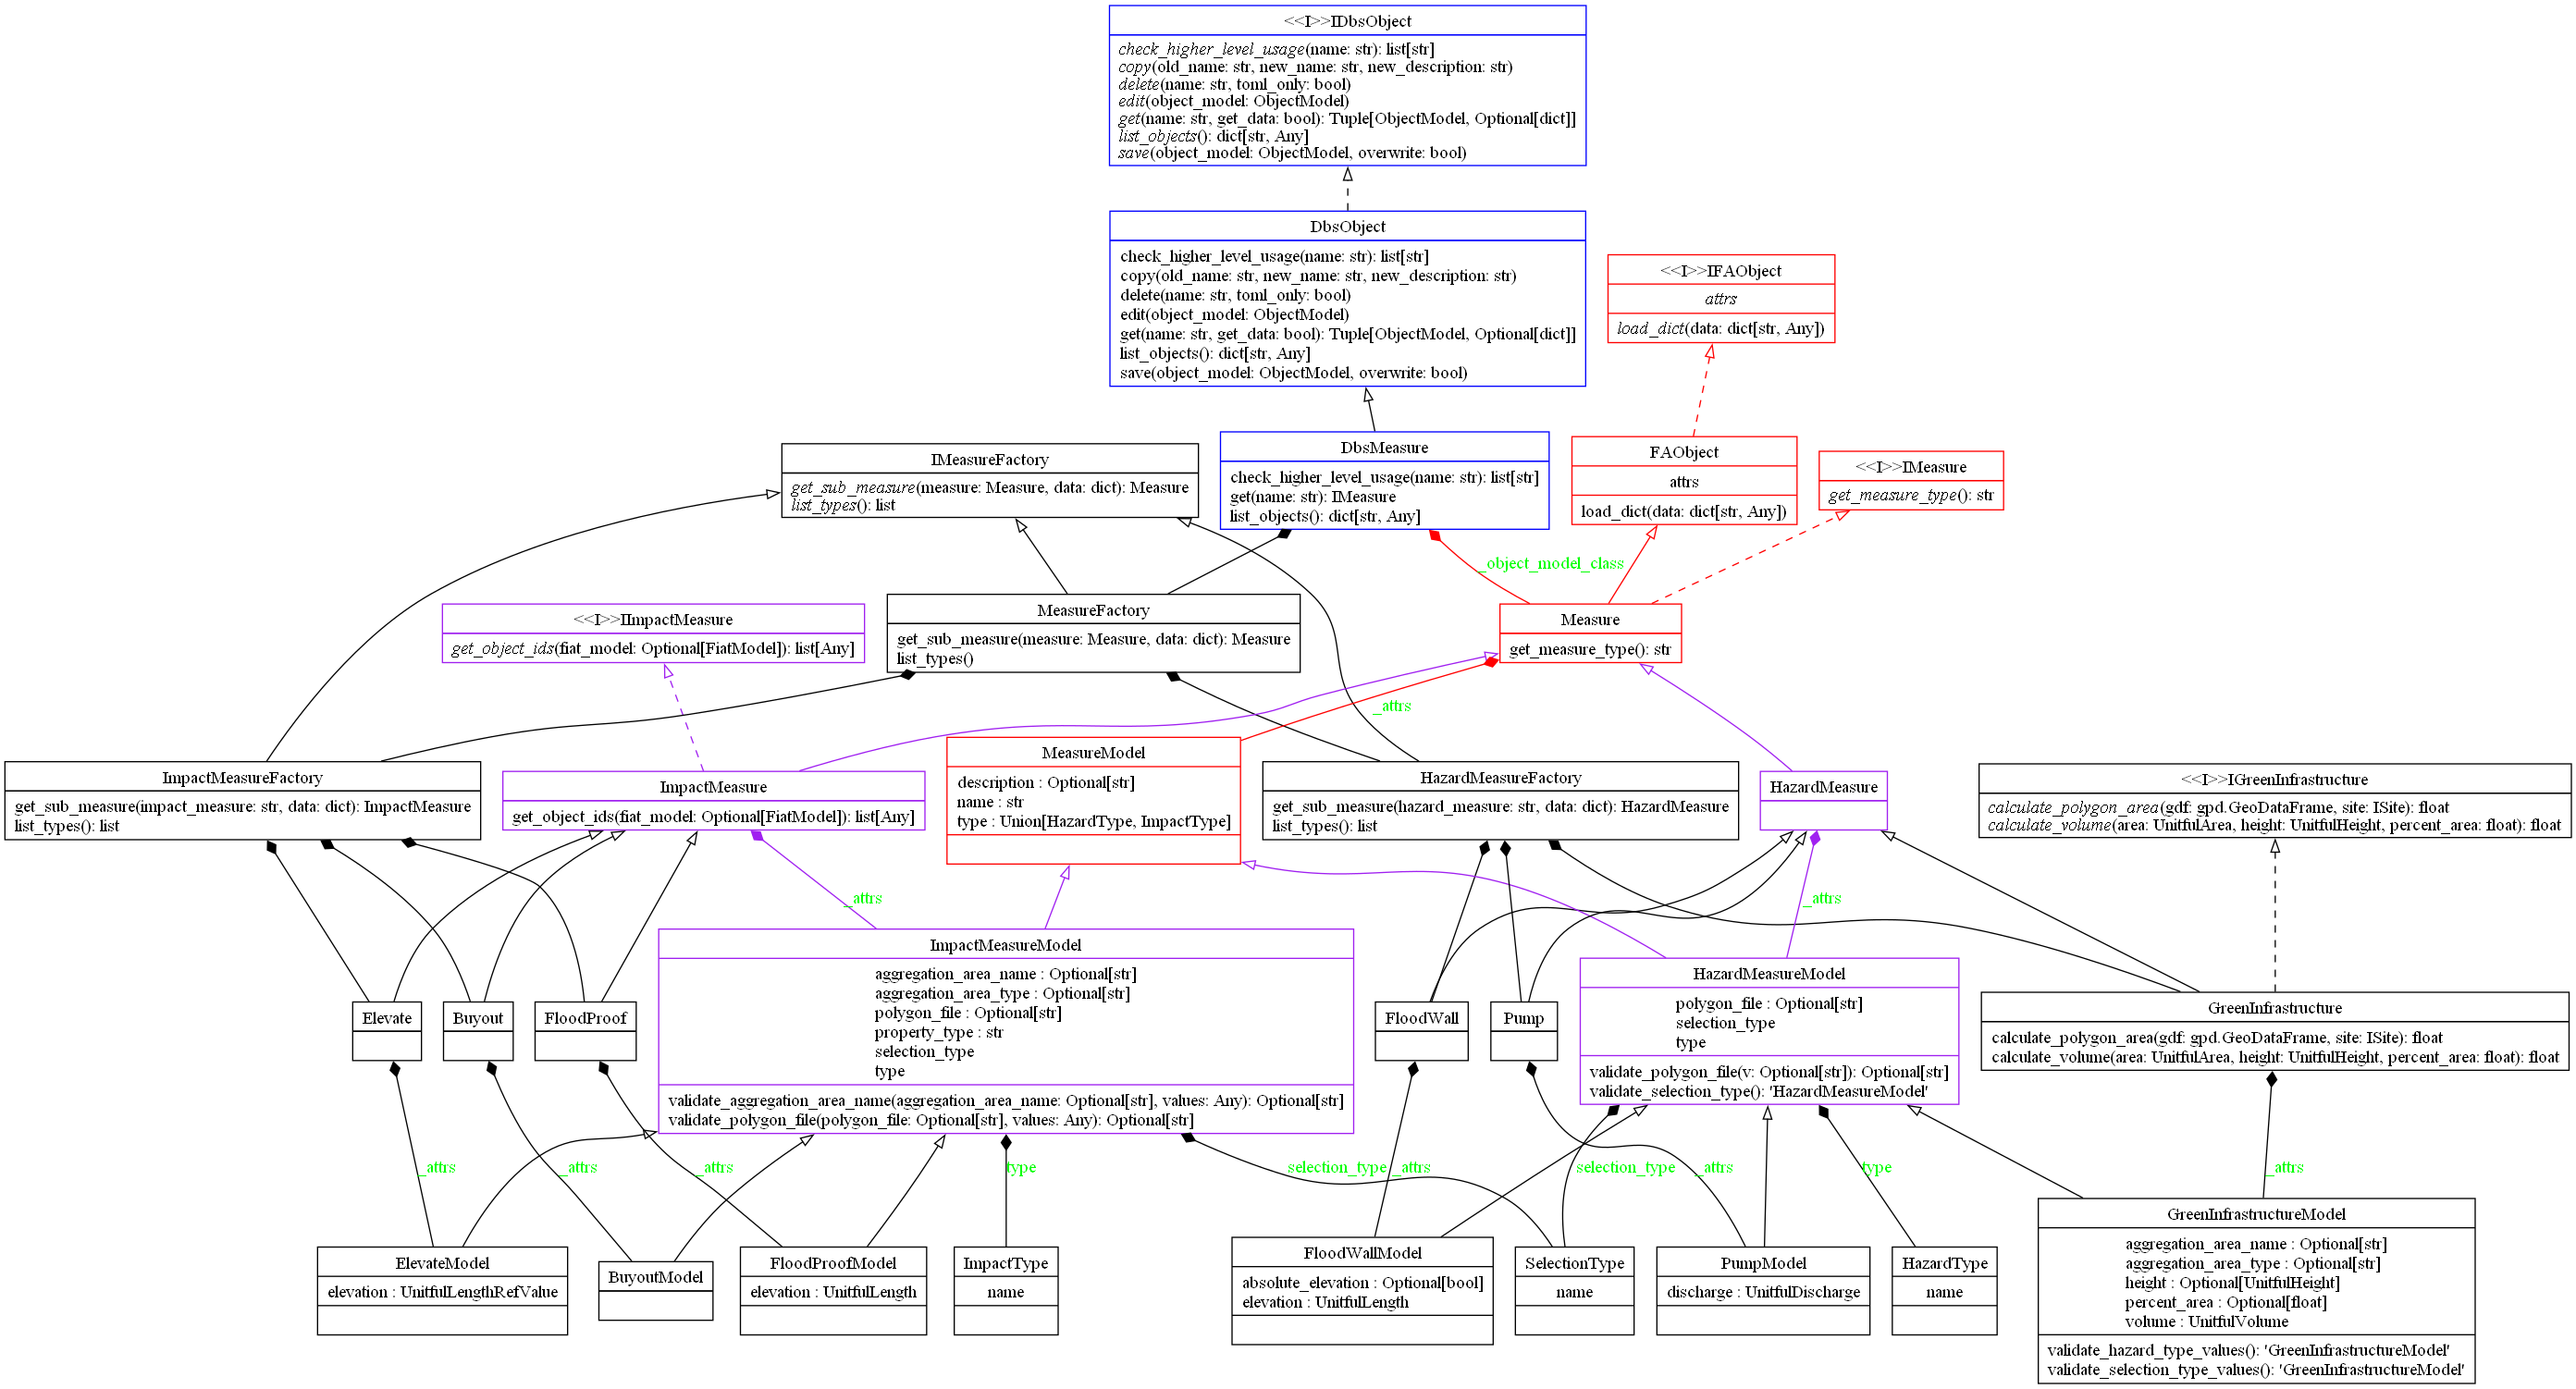 <<I>>IDbsObject
check_higher_level_usage(name: str): list[str]
copy(old_name: str, new_name: str, new_description: str)
delete(name: str, toml_only: bool)
edit(object_model: ObjectModel)
get(name: str, get_data: bool): Tuple[ObjectModel, Optional[dict]]
list_objects(): dict[str, Any]
save(object_model: ObjectModel, overwrite: bool)
DbsObject
check_higher_level_usage(name: str): list[str]
copy(old_name: str, new_name: str, new_description: str)
delete(name: str, toml_only: bool)
edit(object_model: ObjectModel)
get(name: str, get_data: bool): Tuple[ObjectModel, Optional[dict]]
list_objects(): dict[str, Any]
save(object_model: ObjectModel, overwrite: bool)
<<I>>IFAObject
attrs
load_dict(data: dict[str, Any])
IMeasureFactory
get_sub_measure(measure: Measure, data: dict): Measure
list_types(): list
DbsMeasure
check_higher_level_usage(name: str): list[str]
get(name: str): IMeasure
list_objects(): dict[str, Any]
FAObject
attrs
load_dict(data: dict[str, Any])
<<I>>IMeasure
get_measure_type(): str
_object_model_class
<<I>>IImpactMeasure
get_object_ids(fiat_model: Optional[FiatModel]): list[Any]
MeasureFactory
get_sub_measure(measure: Measure, data: dict): Measure
list_types()
Measure
get_measure_type(): str
_attrs
ImpactMeasureFactory
get_sub_measure(impact_measure: str, data: dict): ImpactMeasure
list_types(): list
ImpactMeasure
get_object_ids(fiat_model: Optional[FiatModel]): list[Any]
MeasureModel
description : Optional[str]
name : str
type : Union[HazardType, ImpactType]
HazardMeasureFactory
get_sub_measure(hazard_measure: str, data: dict): HazardMeasure
list_types(): list
HazardMeasure
<<I>>IGreenInfrastructure
calculate_polygon_area(gdf: gpd.GeoDataFrame, site: ISite): float
calculate_volume(area: UnitfulArea, height: UnitfulHeight, percent_area: float): float
_attrs
_attrs
Elevate
Buyout
FloodProof
ImpactMeasureModel
aggregation_area_name : Optional[str]
aggregation_area_type : Optional[str]
polygon_file : Optional[str]
property_type : str
selection_type
type
validate_aggregation_area_name(aggregation_area_name: Optional[str], values: Any): Optional[str]
validate_polygon_file(polygon_file: Optional[str], values: Any): Optional[str]
FloodWall
Pump
HazardMeasureModel
polygon_file : Optional[str]
selection_type
type
validate_polygon_file(v: Optional[str]): Optional[str]
validate_selection_type(): 'HazardMeasureModel'
GreenInfrastructure
calculate_polygon_area(gdf: gpd.GeoDataFrame, site: ISite): float
calculate_volume(area: UnitfulArea, height: UnitfulHeight, percent_area: float): float
_attrs
_attrs
_attrs
type
selection_type
_attrs
selection_type
_attrs
type
_attrs
ElevateModel
elevation : UnitfulLengthRefValue
BuyoutModel
FloodProofModel
elevation : UnitfulLength
ImpactType
name
FloodWallModel
absolute_elevation : Optional[bool]
elevation : UnitfulLength
SelectionType
name
PumpModel
discharge : UnitfulDischarge
HazardType
name
GreenInfrastructureModel
aggregation_area_name : Optional[str]
aggregation_area_type : Optional[str]
height : Optional[UnitfulHeight]
percent_area : Optional[float]
volume : UnitfulVolume
validate_hazard_type_values(): 'GreenInfrastructureModel'
validate_selection_type_values(): 'GreenInfrastructureModel'